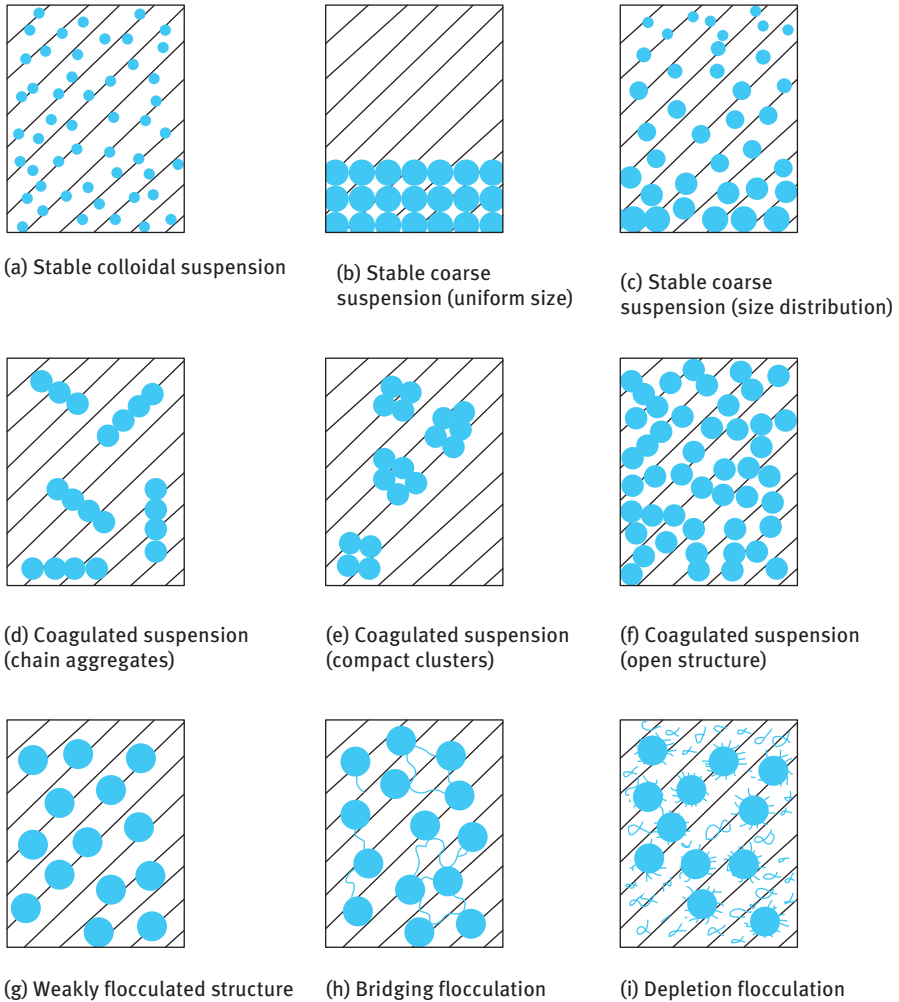 (a) Stable colloidal suspension
(b) Stable coarse
suspension (uniform size)
(c) Stable coarse
suspension (size distribution)
(d) Coagulated suspension
(chain aggregates)
(e) Coagulated suspension
(compact clusters)
(f) Coagulated suspension
(open structure)
(g) Weakly flocculated structure
(h) Bridging flocculation
(i) Depletion flocculation